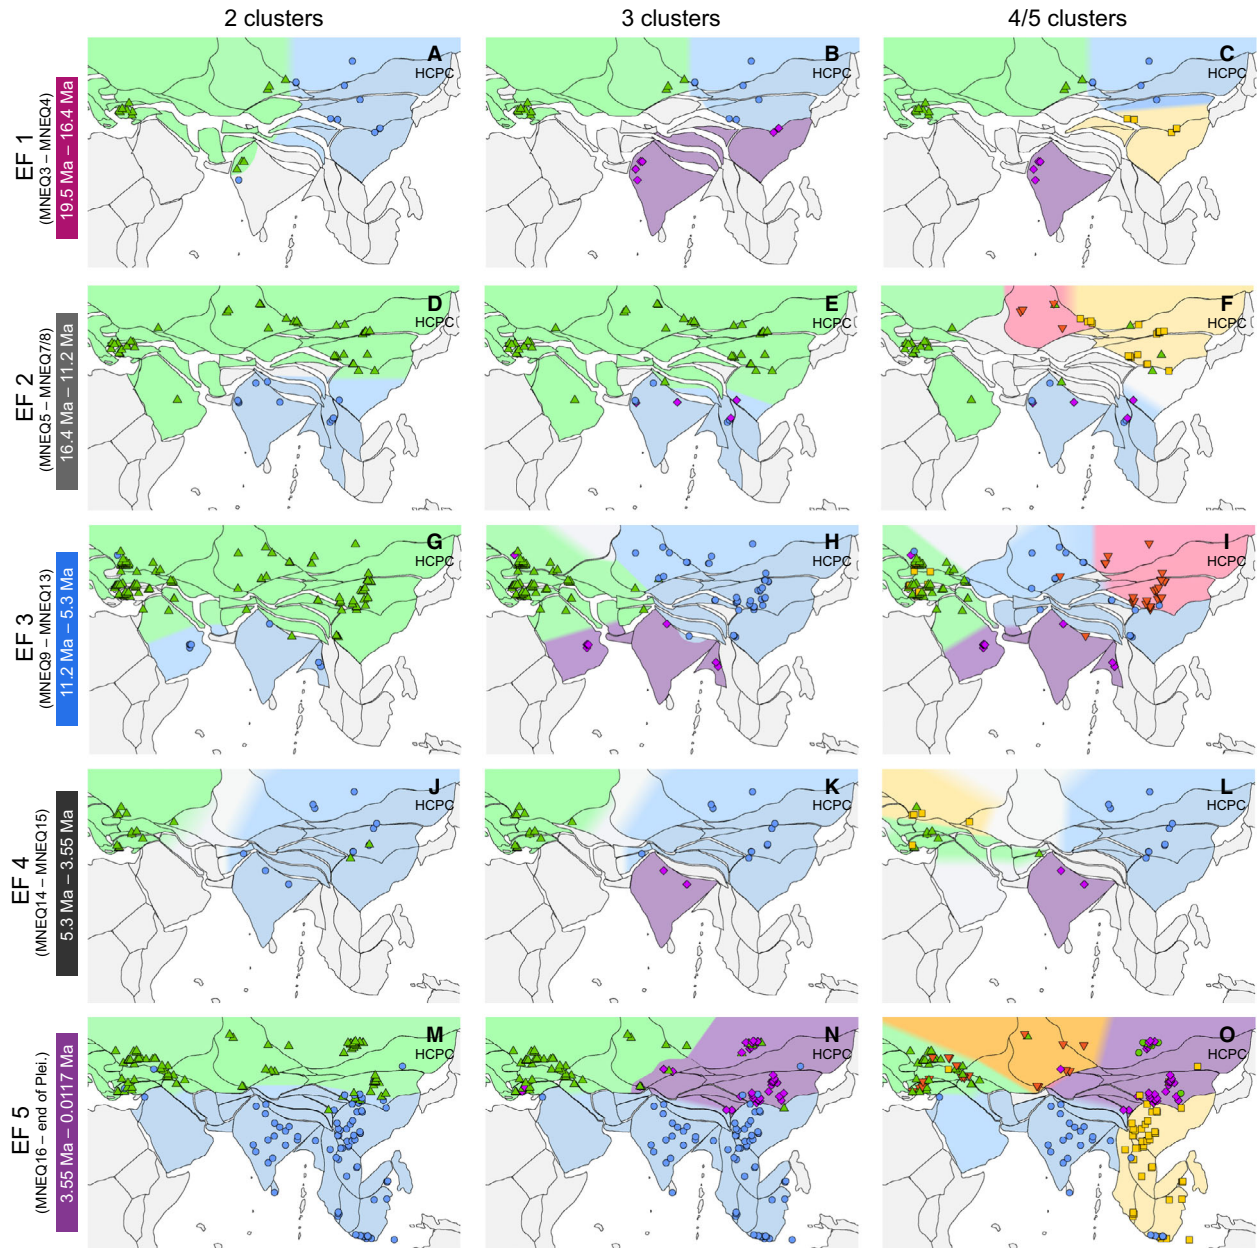 2 clusters
3 clusters
4/5 clusters
EF 1
(MNEQ3 – MNEQ4)
19.5 Ma – 16.4 Ma
A
HCPC
B
HCPC
C
HCPC
EF 2
(MNEQ5 – MNEQ7/8)
16.4 Ma – 11.2 Ma
D
HCPC
E
HCPC
F
HCPC
EF 3
(MNEQ9 – MNEQ13)
11.2 Ma – 5.3 Ma
G
HCPC
H
HCPC
I
HCPC
EF 4
(MNEQ14 – MNEQ15)
5.3 Ma – 3.55 Ma
J
HCPC
K
HCPC
L
HCPC
EF 5
(MNEQ16 – end of Plei.)
3.55 Ma – 0.0117 Ma
M
HCPC
N
HCPC
O
HCPC